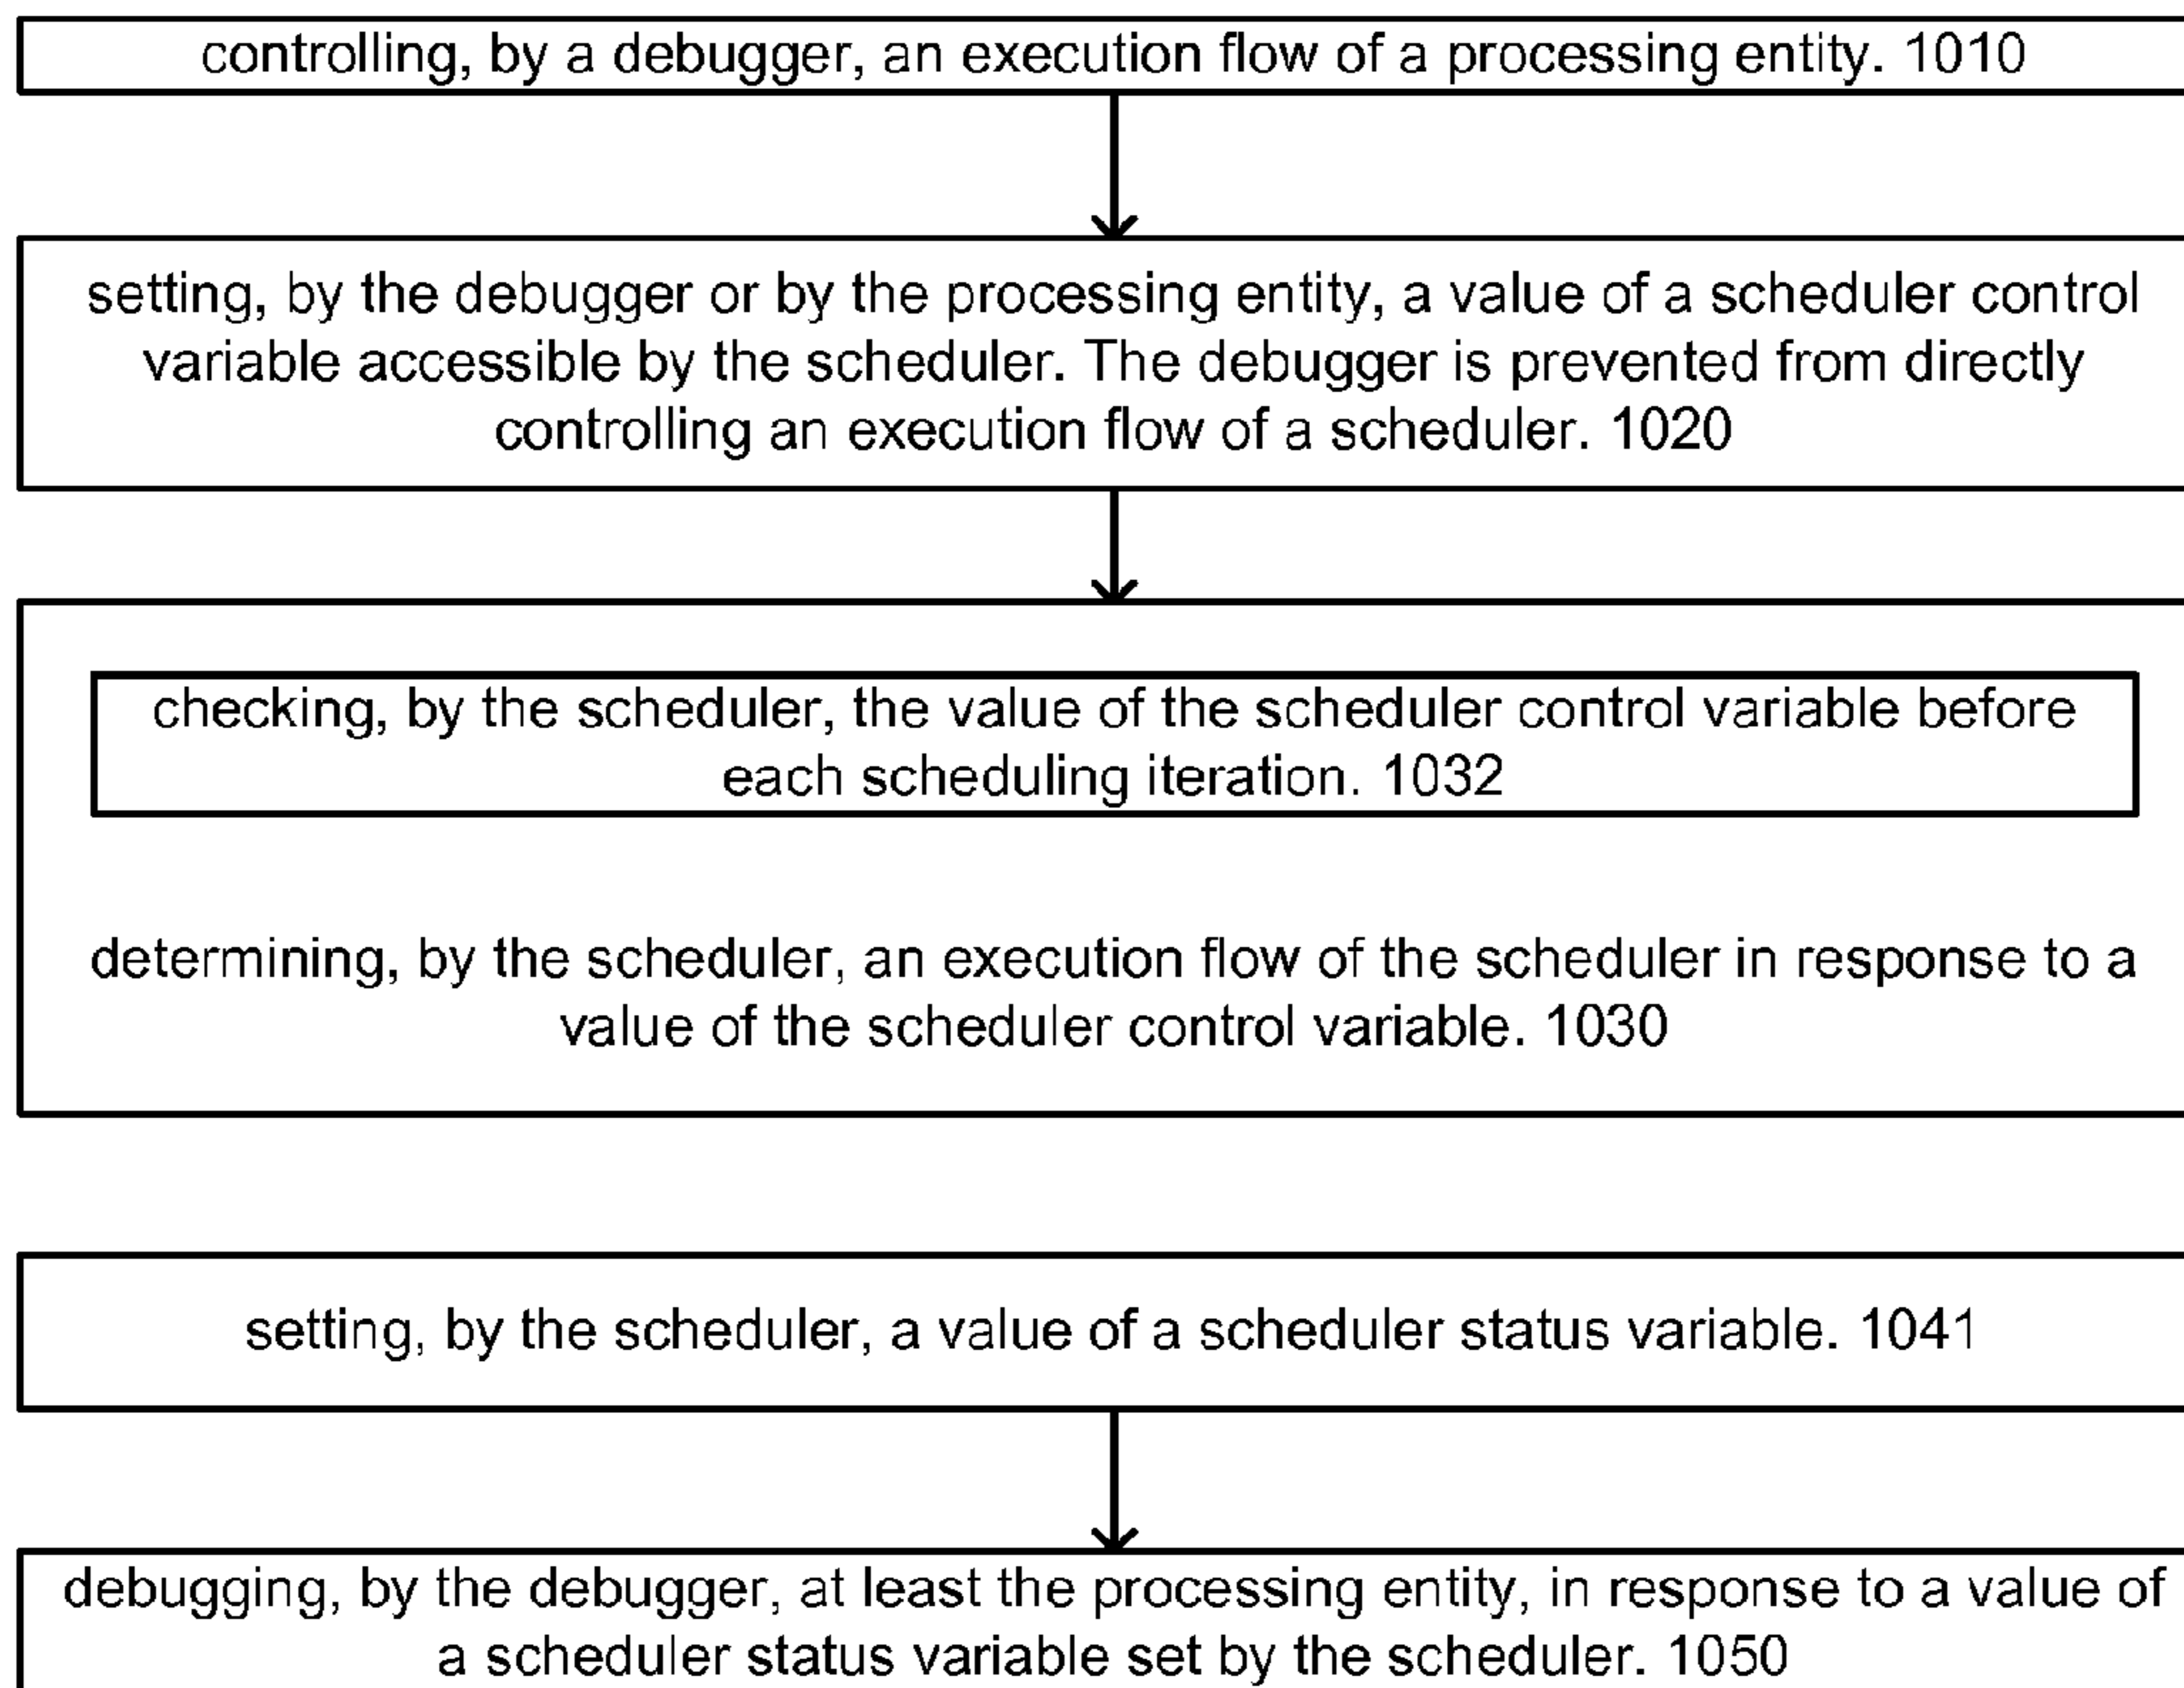 controlling, by a debugger, an execution flow of a processing entity. 1010
setting, by the debugger or by the processing entity, a value of a scheduler control
variable accessible by the scheduler. The debugger is prevented from directly
controlling an execution flow of a scheduler. 1020
checking, by the scheduler, the value of the scheduler control variable before
each scheduling iteration. 1032
determining, by the scheduler, an execution flow of the scheduler in response to a
value of the scheduler control variable. 1030
setting, by the scheduler, a value of a scheduler status variable. 1041
debugging, by the debugger, at least the processing entity, in response to a value of
a scheduler status variable set by the scheduler. 1050